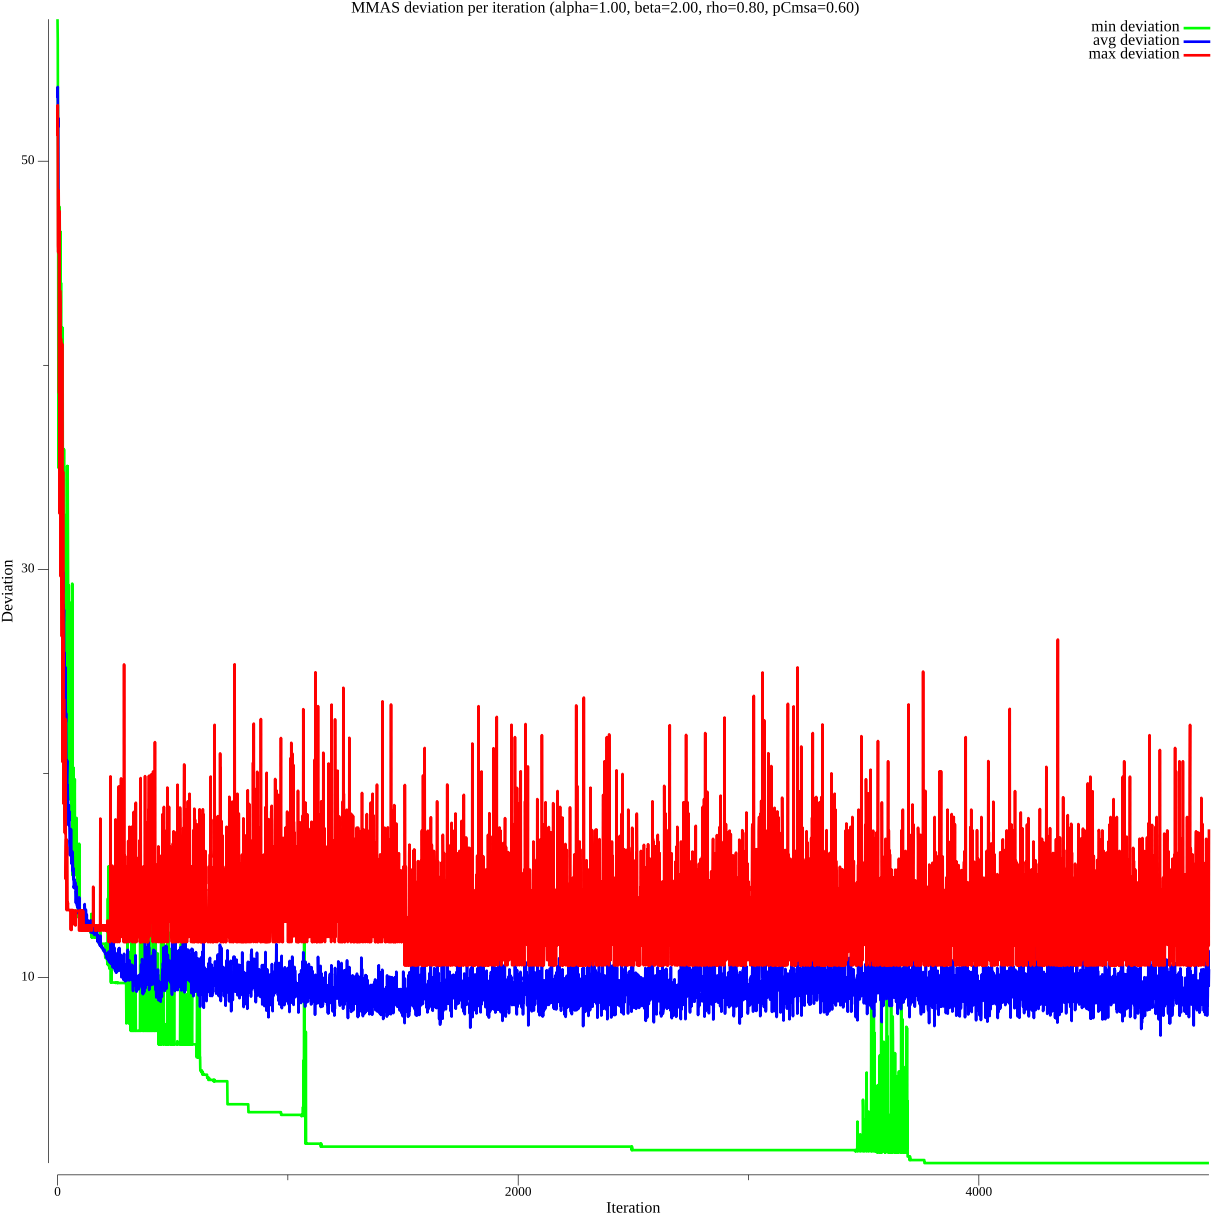 MMAS deviation per iteration (alpha=1.00, beta=2.00, rho=0.80, pCmsa=0.60)
min deviation
avg deviation
max deviation
50
30
10
Deviation
0
2000
4000
Iteration